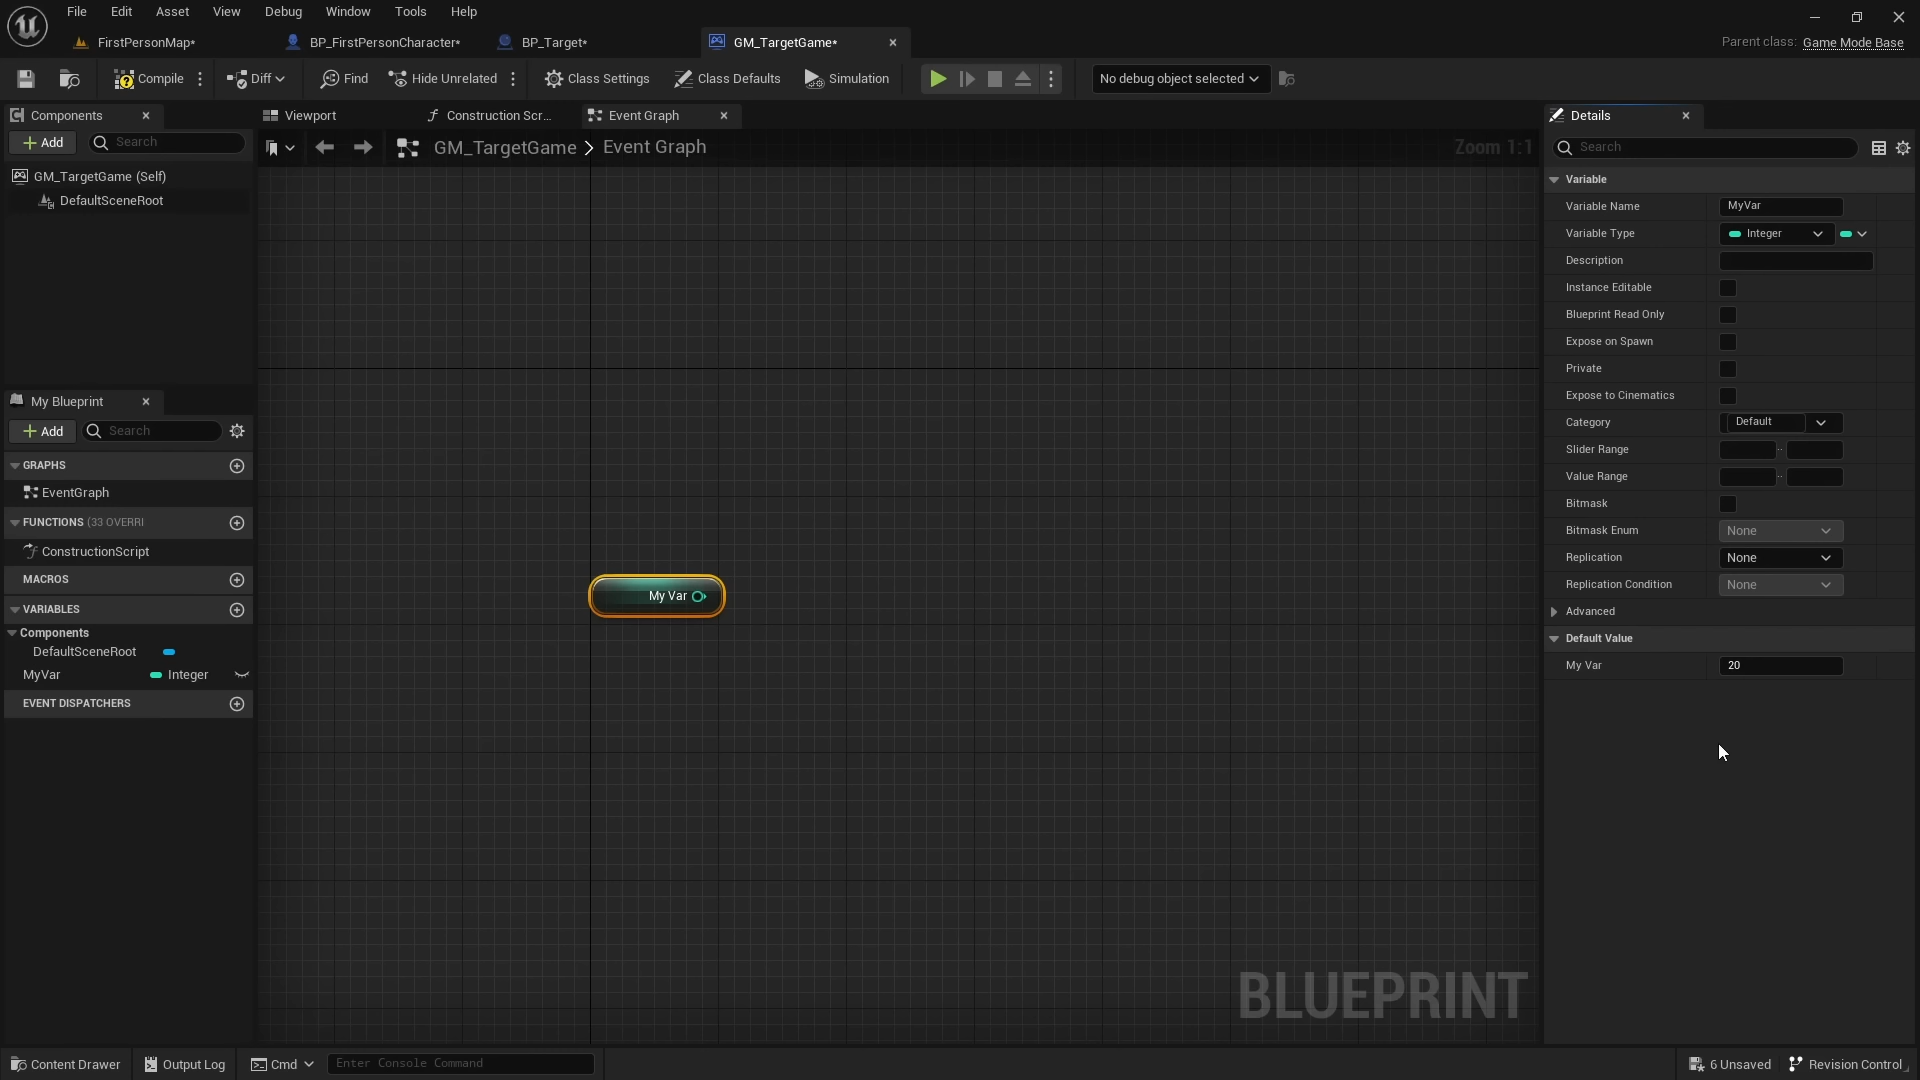 File Edit Asset View Debug Window Tools Help
FirstPersonMap* BP_FirstPersonCharacter* BP_Target* GM_TargetGame*
Parent class: Game Mode Base
Compile Diff Find Hide Unrelated Class Settings Class Defaults Simulation No debug object selected
Components
Add Search
GM_TargetGame (Self)
DefaultSceneRoot
My Blueprint
Add Search
GRAPHS
EventGraph
FUNCTIONS (33 OVERRI
ConstructionScript
MACROS
VARIABLES
Components
DefaultSceneRoot
MyVar Integer
EVENT DISPATCHERS
Viewport Construction Scr... Event Graph
GM_TargetGame > Event Graph
Zoom 1:1
My Var
BLUEPRINT
Details
Search
Variable
Variable Name MyVar
Variable Type Integer
Description
Instance Editable
Blueprint Read Only
Expose on Spawn
Private
Expose to Cinematics
Category Default
Slider Range
Value Range
Bitmask
Bitmask Enum None
Replication None
Replication Condition None
Advanced
Default Value
My Var 20
Content Drawer Output Log Cmd Enter Console Command
6 Unsaved Revision Control